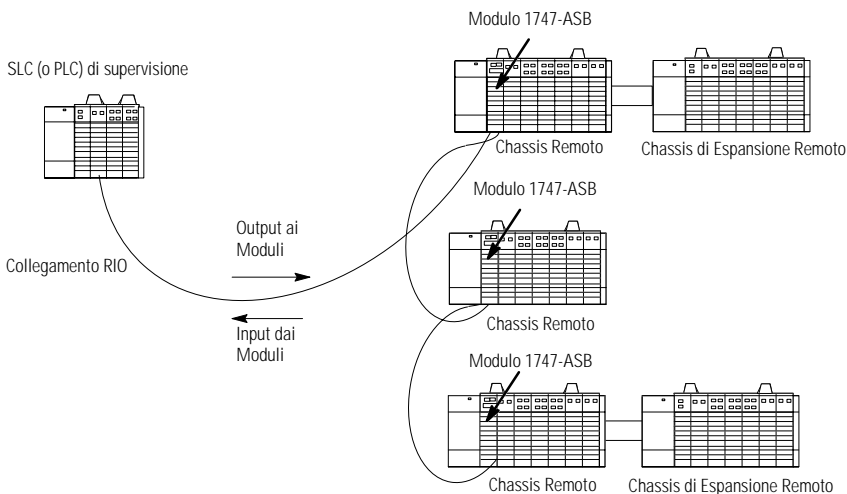 Modulo 1747-ASB
SLC (o PLC) di supervisione
Chassis Remoto
Chassis di Espansione Remoto
Modulo 1747-ASB
Output ai
Moduli
Collegamento RIO
Input dai
Moduli
Chassis Remoto
Modulo 1747-ASB
Chassis Remoto
Chassis di Espansione Remoto